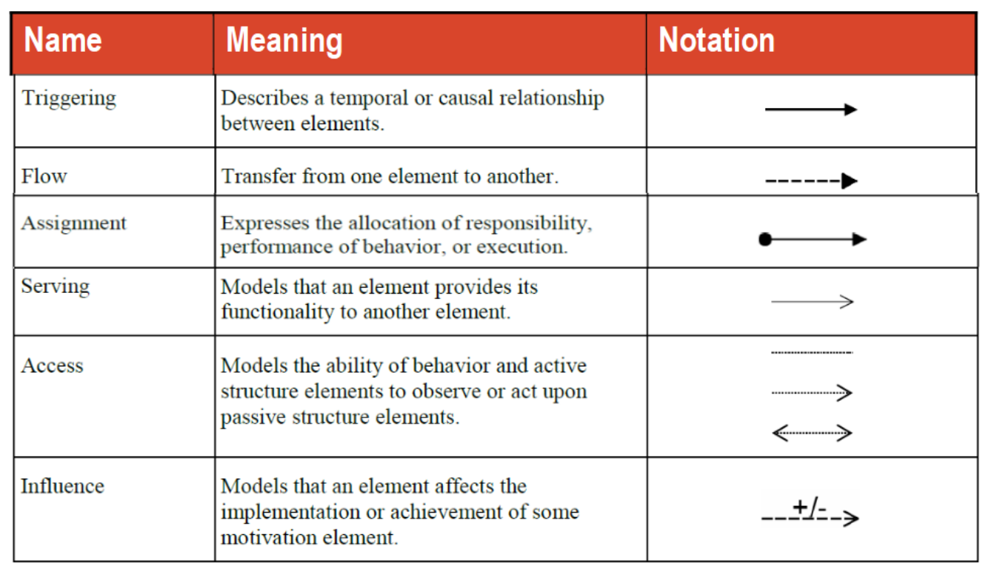 Name Meaning Notation
Triggering Describes a temporal or causal relationship
between elements.
Flow Transfer from one element to another.
Assignment Expresses the allocation of responsibility,
performance of behavior, or execution.
Serving Models that an element provides its
functionality to another element.
Access Models the ability of behavior and active
structure elements to observe or act upon
passive structure elements.
Influence Models that an element affects the
implementation or achievement of some
motivation element.
+/-